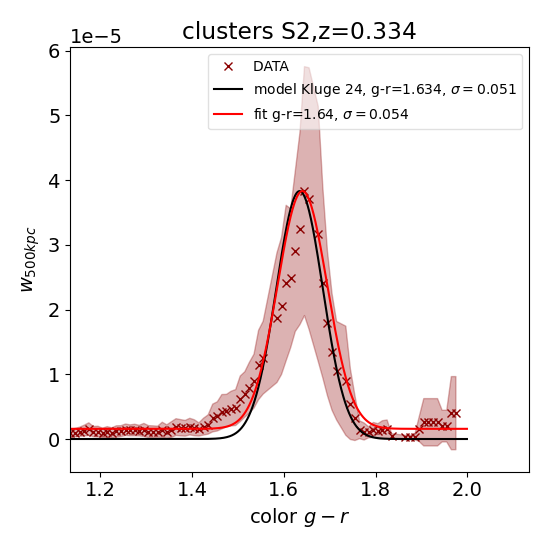 clusters S2,z=0.334
1e−5
DATA
model Kluge 24, g-r=1.634, σ = 0.051
fit g-r=1.64, σ = 0.054
6
5
4
3
2
1
0
w500kpc
1.2 1.4 1.6 1.8 2.0
color g − r